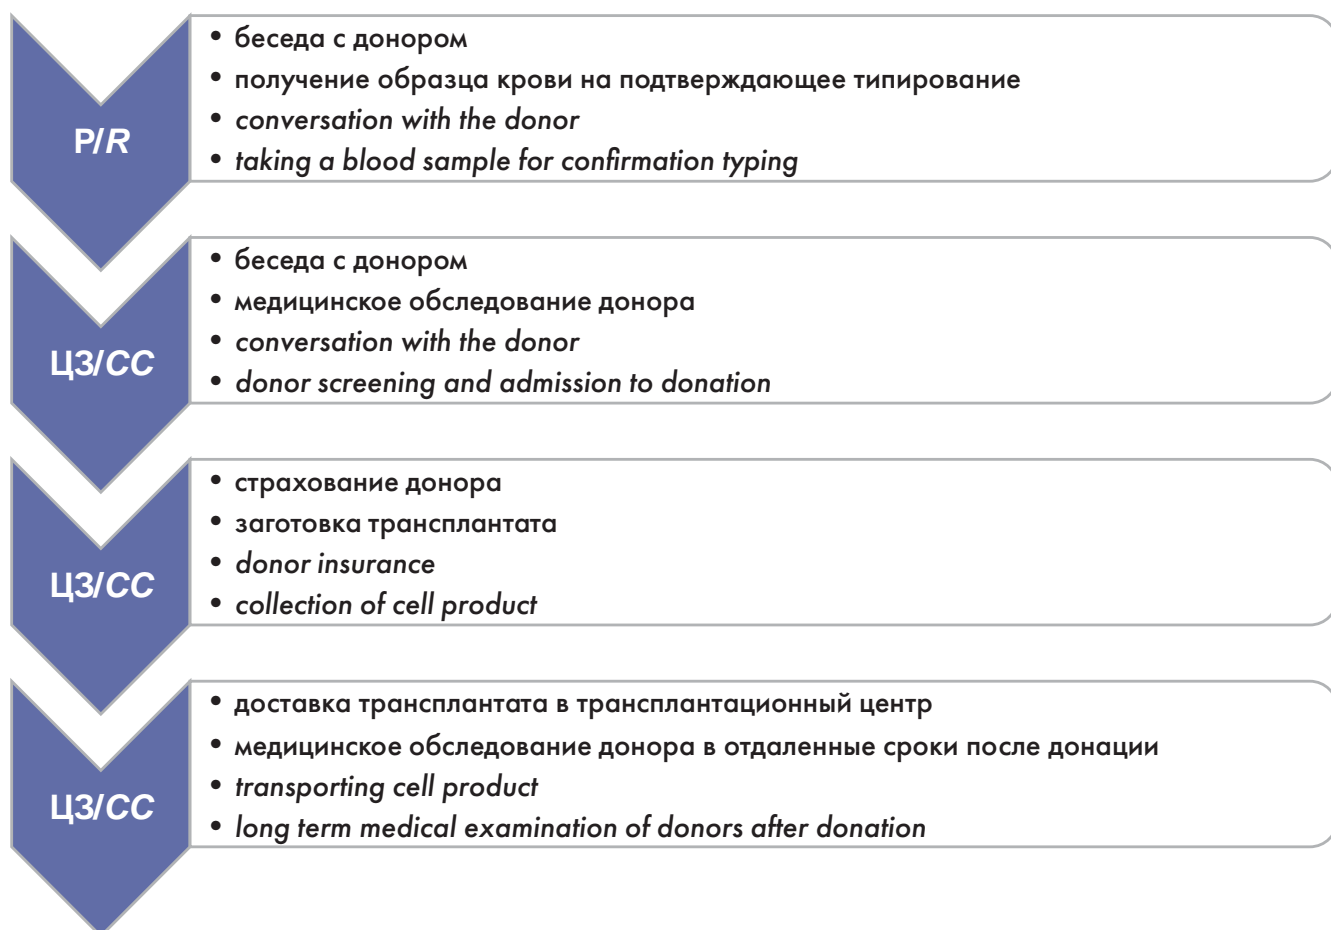 Р/R
• беседа с донором
• получение образца крови на подтверждающее типирование
• conversation with the donor
• taking a blood sample for confirmation typing
ЦЗ/CC
• беседа с донором
• медицинское обследование донора
• conversation with the donor
• donor screening and admission to donation
ЦЗ/CC
• страхование донора
• заготовка трансплантата
• donor insurance
• collection of cell product
ЦЗ/CC
• доставка трансплантата в трансплантационный центр
• медицинское обследование донора в отдаленные сроки после донации
• transporting cell product
• long term medical examination of donors after donation